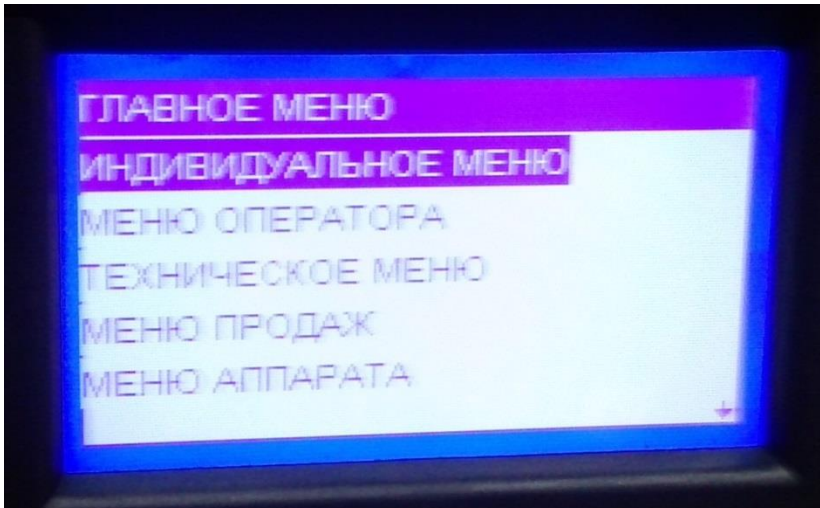 ГЛАВНОЕ МЕНЮ
ИНДИВИДУАЛЬНОЕ МЕНЮ
МЕНЮ ОПЕРАТОРА
ТЕХНИЧЕСКОЕ МЕНЮ
МЕНЮ ПРОДАЖ
МЕНЮ АППАРАТА